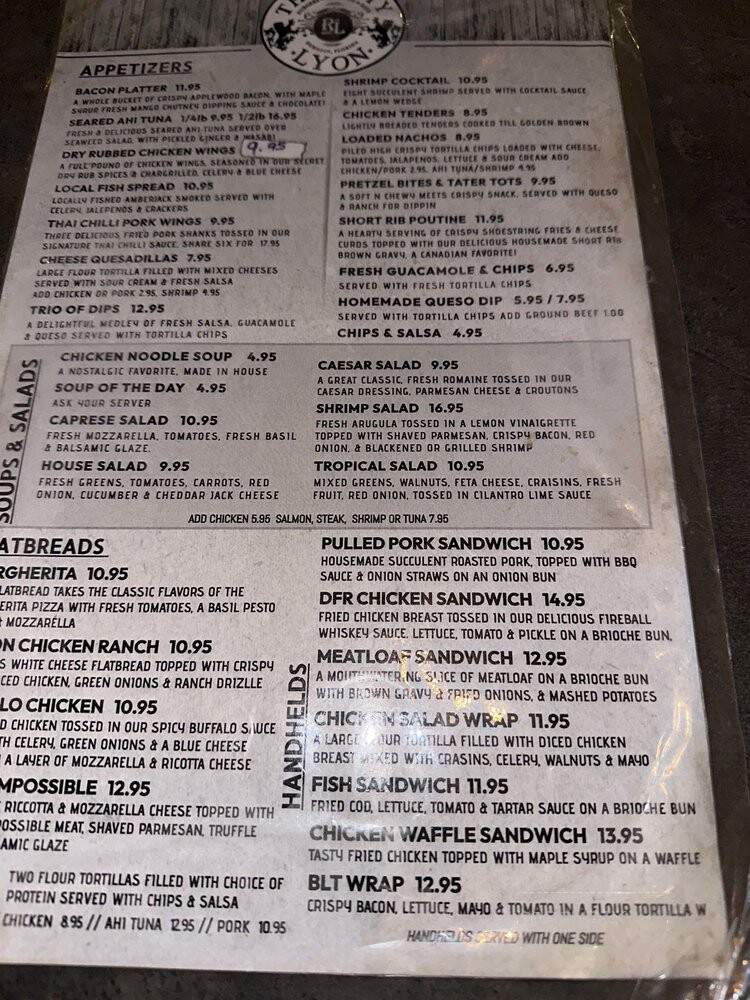 RL
LYON
APPETIZERS
BACON PLATTER 11.95
A WHOLE BUCKET OF CRISPY APPLEWOOD BACON, WITH MAPLE
SYRUP FRESH MANGO CHUTNEY DIPPING SAUCE & CHOCOLATE!
SEARED AHI TUNA 1/4lb 9.95 1/2lb 16.95
FRESH & DELICIOUS SEARED AHI TUNA SERVED OVER
SEAWEED SALAD, WITH PICKLED GINGER & WASABI
DRY RUBBED CHICKEN WINGS 9.95
A FULL POUND OF CHICKEN WINGS, SEASONED IN OUR SECRET
DRY RUB SPICES & CHARGRILLED, CELERY & BLUE CHEESE
LOCAL FISH SPREAD 10.95
LOCALLY FISHED AMBERJACK SMOKED SERVED WITH
CELERY, JALEPENOS & CRACKERS
THAI CHILLI PORK WINGS 9.95
THREE DELICIOUS FRIED PORK SHANKS TOSSED IN OUR
SIGNATURE THAI CHILLI SAUCE. SHARE SIX FOR 17.95
CHEESE QUESADILLAS 7.95
LARGE FLOUR TORTILLA FILLED WITH MIXED CHEESES
SERVED WITH SOUR CREAM & FRESH SALSA
ADD CHICKEN OR PORK 2.95, SHRIMP 4.95
TRIO OF DIPS 12.95
A DELIGHTFUL MEDLEY OF FRESH SALSA, GUACAMOLE
& QUESO SERVED WITH TORTILLA CHIPS
SHRIMP COCKTAIL 10.95
EIGHT SUCCULENT SHRIMP SERVED WITH COCKTAIL SAUCE
& A LEMON WEDGE
CHICKEN TENDERS 8.95
LIGHTLY BREADED TENDERS COOKED TILL GOLDEN BROWN
LOADED NACHOS 8.95
PILED HIGH CRISPY TORTILLA CHIPS LOADED WITH CHEESE,
TOMATOES, JALAPENOS, LETTUCE & SOUR CREAM ADD
CHICKEN/PORK 2.95, AHI TUNA/SHRIMP 4.95
PRETZEL BITES & TATER TOTS 9.95
A SOFT N CHEWY MEETS CRISPY SNACK, SERVED WITH QUESO
& RANCH FOR DIPPIN
SHORT RIB POUTINE 11.95
A HEARTY SERVING OF CRISPY SHOESTRING FRIES & CHEESE
CURDS TOPPED WITH OUR DELICIOUS HOUSEMADE SHORT RIB
BROWN GRAVY, A CANADIAN FAVORITE!
FRESH GUACAMOLE & CHIPS 6.95
SERVED WITH FRESH TORTILLA CHIPS
HOMEMADE QUESO DIP 5.95 / 7.95
SERVED WITH TORTILLA CHIPS ADD GROUND BEEF 1.00
CHIPS & SALSA 4.95
SOUPS & SALADS
CHICKEN NOODLE SOUP 4.95
A NOSTALGIC FAVORITE, MADE IN HOUSE
SOUP OF THE DAY 4.95
ASK YOUR SERVER
CAPRESE SALAD 10.95
FRESH MOZZARELLA, TOMATOES, FRESH BASIL
& BALSAMIC GLAZE.
HOUSE SALAD 9.95
FRESH GREENS, TOMATOES, CARROTS, RED
ONION, CUCUMBER & CHEDDAR JACK CHEESE
CAESAR SALAD 9.95
A GREAT CLASSIC, FRESH ROMAINE TOSSED IN OUR
CAESAR DRESSING, PARMESAN CHEESE & CROUTONS
SHRIMP SALAD 16.95
FRESH ARUGULA TOSSED IN A LEMON VINAIGRETTE
TOPPED WITH SHAVED PARMESAN, CRISPY BACON, RED
ONION, & BLACKENED OR GRILLED SHRIMP
TROPICAL SALAD 10.95
MIXED GREENS, WALNUTS, FETA CHEESE, CRAISINS, FRESH
FRUIT, RED ONION, TOSSED IN CILANTRO LIME SAUCE
ADD CHICKEN 5.95 SALMON, STEAK, SHRIMP OR TUNA 7.95
ATBREADS
RGHERITA 10.95
LATBREAD TAKES THE CLASSIC FLAVORS OF THE
ERITA PIZZA WITH FRESH TOMATOES, A BASIL PESTO
& MOZZARELLA
ON CHICKEN RANCH 10.95
S WHITE CHEESE FLATBREAD TOPPED WITH CRISPY
CED CHICKEN, GREEN ONIONS & RANCH DRIZLLE
LO CHICKEN 10.95
D CHICKEN TOSSED IN OUR SPICY BUFFALO SAUCE
TH CELERY, GREEN ONIONS & A BLUE CHEESE
A LAYER OF MOZZARELLA & RICOTTA CHEESE
MPOSSIBLE 12.95
RICCOTTA & MOZZARELLA CHEESE TOPPED WITH
POSSIBLE MEAT, SHAVED PARMESAN, TRUFFLE
AMIC GLAZE
TWO FLOUR TORTILLAS FILLED WITH CHOICE OF
PROTEIN SERVED WITH CHIPS & SALSA
CHICKEN 8.95 // AHI TUNA 12.95 // PORK 10.95
HANDHELDS
PULLED PORK SANDWICH 10.95
HOUSEMADE SUCCULENT ROASTED PORK, TOPPED WITH BBQ
SAUCE & ONION STRAWS ON AN ONION BUN
DFR CHICKEN SANDWICH 14.95
FRIED CHICKEN BREAST TOSSED IN OUR DELICIOUS FIREBALL
WHISKEY SAUCE, LETTUCE, TOMATO & PICKLE ON A BRIOCHE BUN.
MEATLOAF SANDWICH 12.95
A MOUTHWATERING SLICE OF MEATLOAF ON A BRIOCHE BUN
WITH BROWN GRAVY & FRIED ONIONS, & MASHED POTATOES
CHICKEN SALAD WRAP 11.95
A LARGE FLOUR TORTILLA FILLED WITH DICED CHICKEN
BREAST MIXED WITH CRASINS, CELERY, WALNUTS & MAYO
FISH SANDWICH 11.95
FRIED COD, LETTUCE, TOMATO & TARTAR SAUCE ON A BRIOCHE BUN
CHICKEN WAFFLE SANDWICH 13.95
TASTY FRIED CHICKEN TOPPED WITH MAPLE SYRUP ON A WAFFLE
BLT WRAP 12.95
CRISPY BACON, LETTUCE, MAYO & TOMATO IN A FLOUR TORTILLA W
HANDHELDS SERVED WITH ONE SIDE